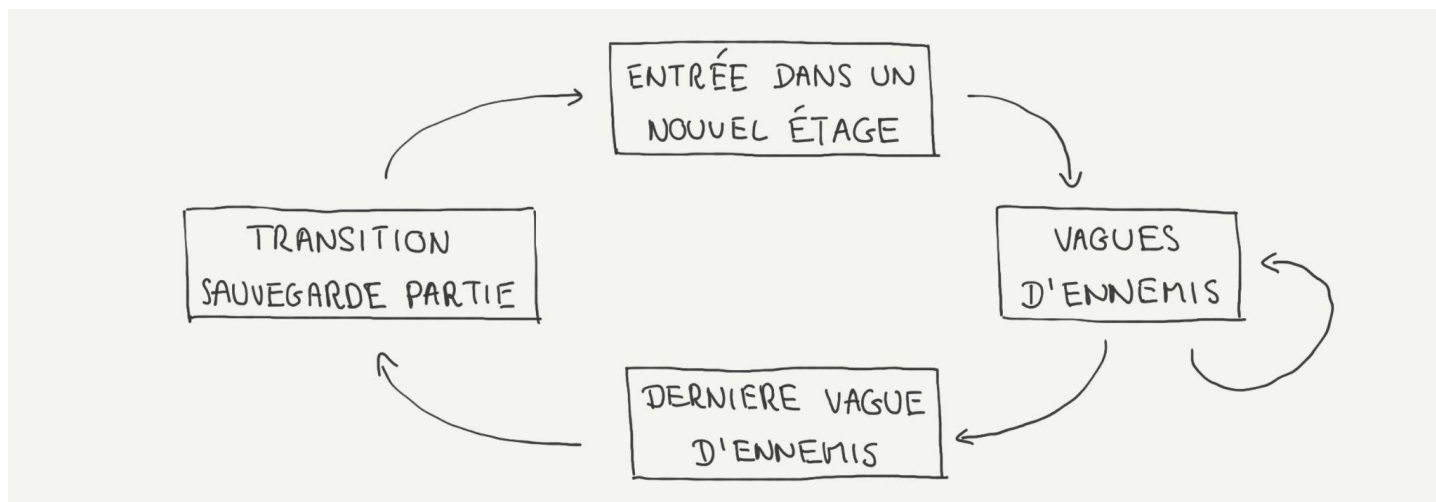 ENTRÉE DANS UN
NOUVEL ÉTAGE
TRANSITION
SAUVEGARDE PARTIE
VAGUES
D'ENNEMIS
DERNIERE VAGUE
D'ENNEMIS